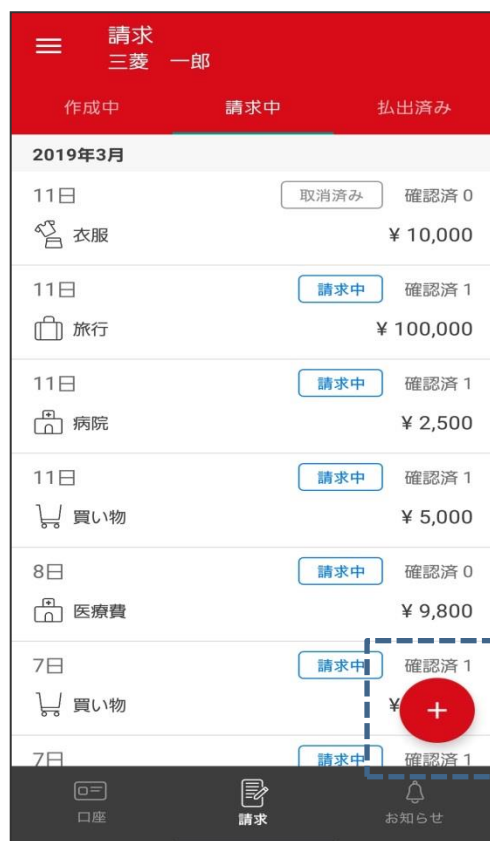 請求
三菱　一郎
作成中 請求中 払出済み
2019年3月
11日 取消済み 確認済 0
衣服 ¥ 10,000
11日 請求中 確認済 1
旅行 ¥ 100,000
11日 請求中 確認済 1
病院 ¥ 2,500
11日 請求中 確認済 1
買い物 ¥ 5,000
8日 請求中 確認済 0
医療費 ¥ 9,800
7日 請求中 確認済 1
買い物 ¥
7日 請求中 確認済 1
口座 請求 お知らせ